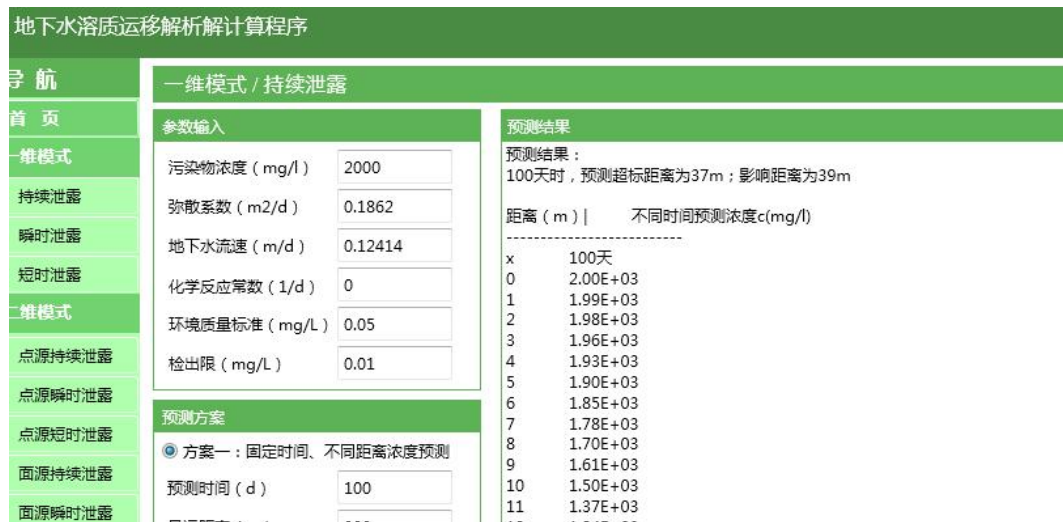 地下水溶质运移解析解计算程序
导 航
首 页
一维模式
持续泄露
瞬时泄露
短时泄露
二维模式
点源持续泄露
点源瞬时泄露
点源短时泄露
面源持续泄露
面源瞬时泄露
一维模式 / 持续泄露
参数输入
污染物浓度 ( mg/l ) 2000
弥散系数 ( m2/d ) 0.1862
地下水流速 ( m/d ) 0.12414
化学反应常数 ( 1/d ) 0
环境质量标准 ( mg/L ) 0.05
检出限 ( mg/L ) 0.01
预测方案
方案一：固定时间、不同距离浓度预测
预测时间 ( d ) 100
预测结果
预测结果：
100天时，预测超标距离为37m；影响距离为39m
距离 ( m ) | 不同时间预测浓度c(mg/l)
--------------------------
x 100天
0 2.00E+03
1 1.99E+03
2 1.98E+03
3 1.96E+03
4 1.93E+03
5 1.90E+03
6 1.85E+03
7 1.78E+03
8 1.70E+03
9 1.61E+03
10 1.50E+03
11 1.37E+03